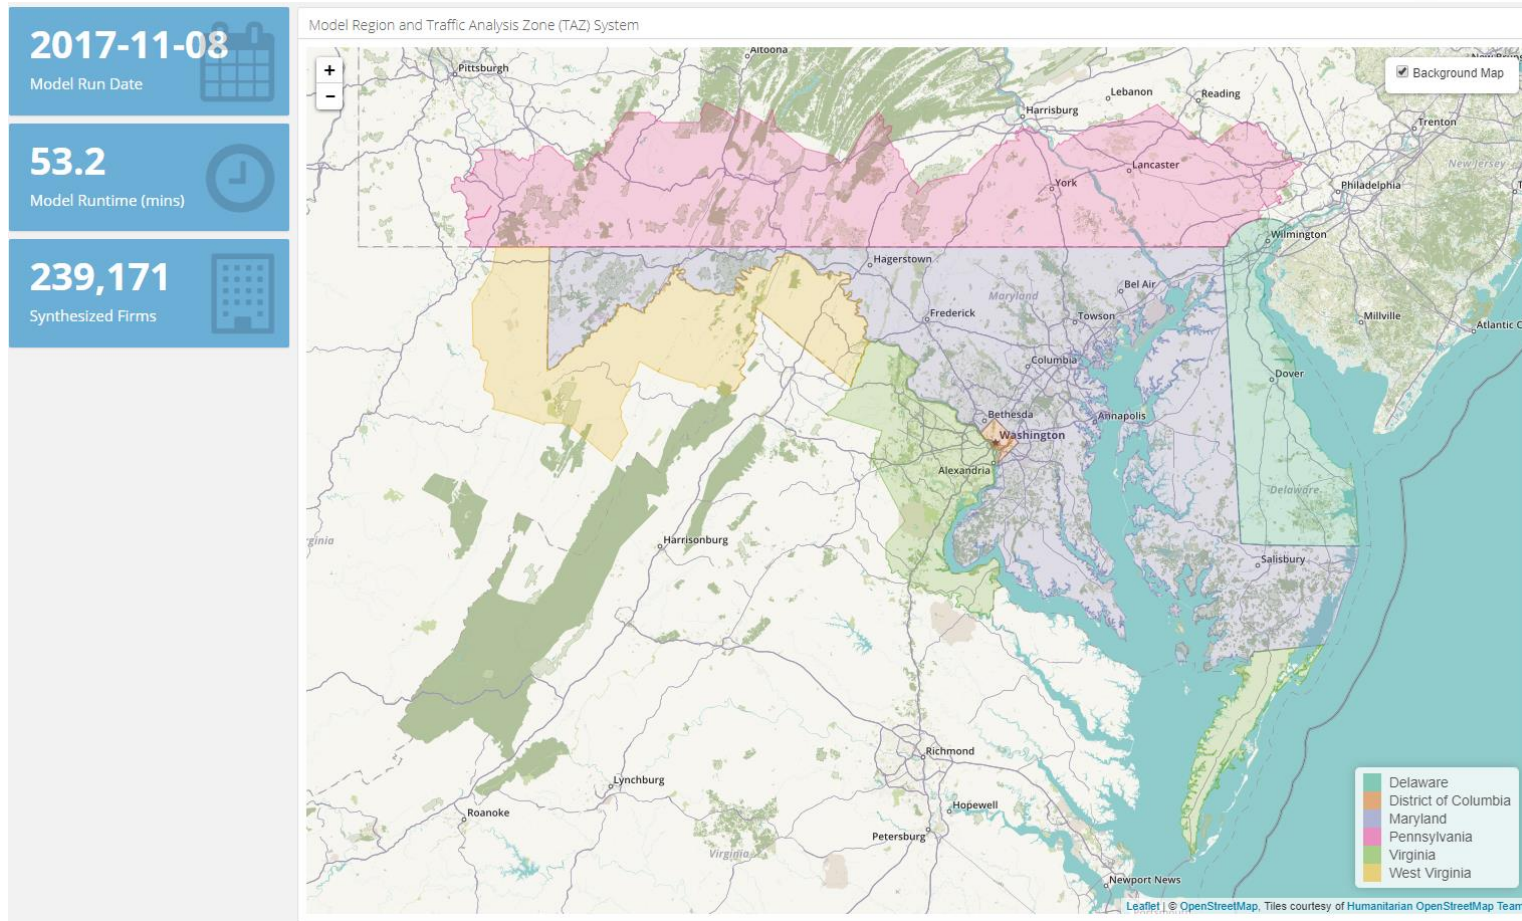 2017-11-08
Model Run Date
53.2
Model Runtime (mins)
239,171
Synthesized Firms
Model Region and Traffic Analysis Zone (TAZ) System
+
-
Background Map
Altoona
Pittsburgh
Lebanon
Reading
Harrisburg
Trenton
New Jersey
Lancaster
York
Philadelphia
Wilmington
Hagerstown
Bel Air
Maryland
Frederick
Towson
Millville
Atlantic C
Columbia
Dover
Bethesda
Annapolis
Washington
Alexandria
Delaware
Harrisonburg
ginia
Salisbury
Richmond
Lynchburg
Roanoke
Hopewell
Petersburg
Virginia
Newport News
Delaware
District of Columbia
Maryland
Pennsylvania
Virginia
West Virginia
Leaflet | © OpenStreetMap, Tiles courtesy of Humanitarian OpenStreetMap Team